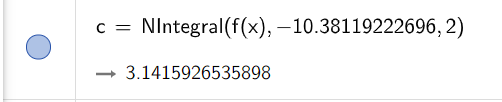 c = NIntegral(f(x), −10.38119222696, 2)
→ 3.1415926535898